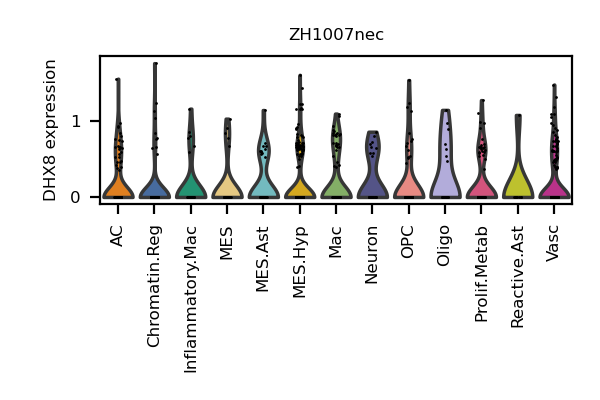 ZH1007nec
DHX8 expression
1
0
AC
Chromatin.Reg
Inflammatory.Mac
MES
MES.Ast
MES.Hyp
Mac
Neuron
OPC
Oligo
Prolif.Metab
Reactive.Ast
Vasc